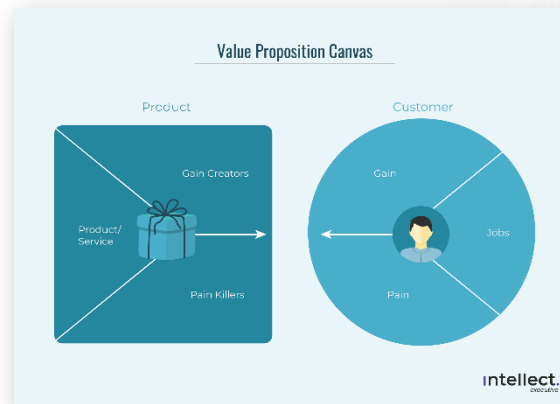 Value Proposition Canvas
Product
Customer
Gain Creators
Product/
Service
Pain Killers
Gain
Jobs
Pain
intellect.
executive